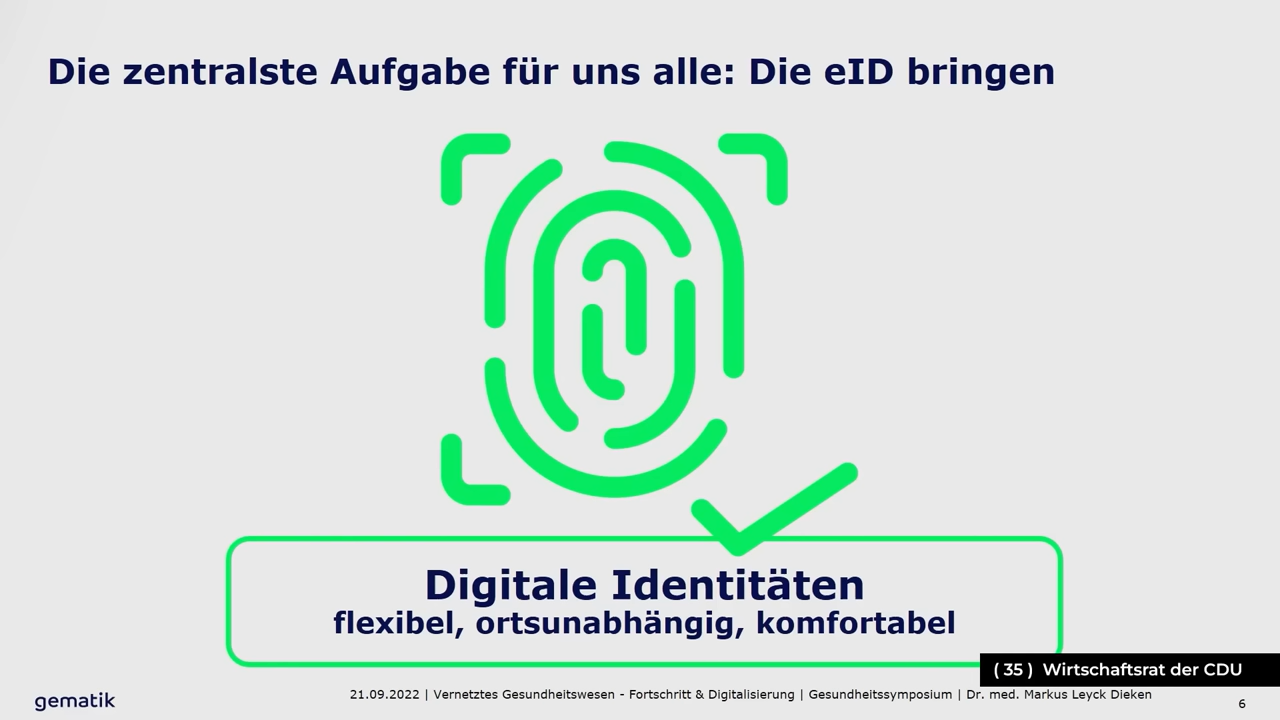 Die zentralste Aufgabe für uns alle: Die eID bringen
Digitale Identitäten
flexibel, ortsunabhängig, komfortabel
( 35 ) Wirtschaftsrat der CDU
gematik
21.09.2022 | Vernetztes Gesundheitswesen - Fortschritt & Digitalisierung | Gesundheitssymposium | Dr. med. Markus Leyck Dieken
6